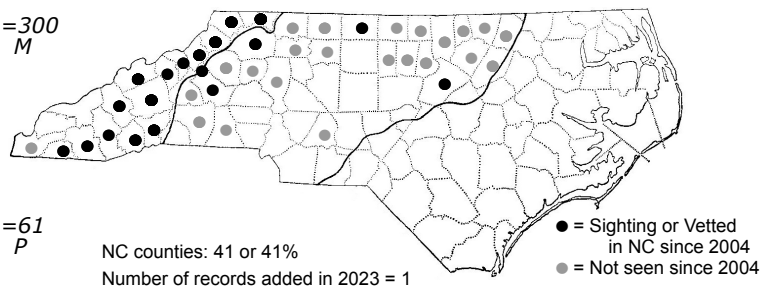 =300
M
=61
P
NC counties: 41 or 41%
Number of records added in 2023 = 1
= Sighting or Vetted
in NC since 2004
= Not seen since 2004